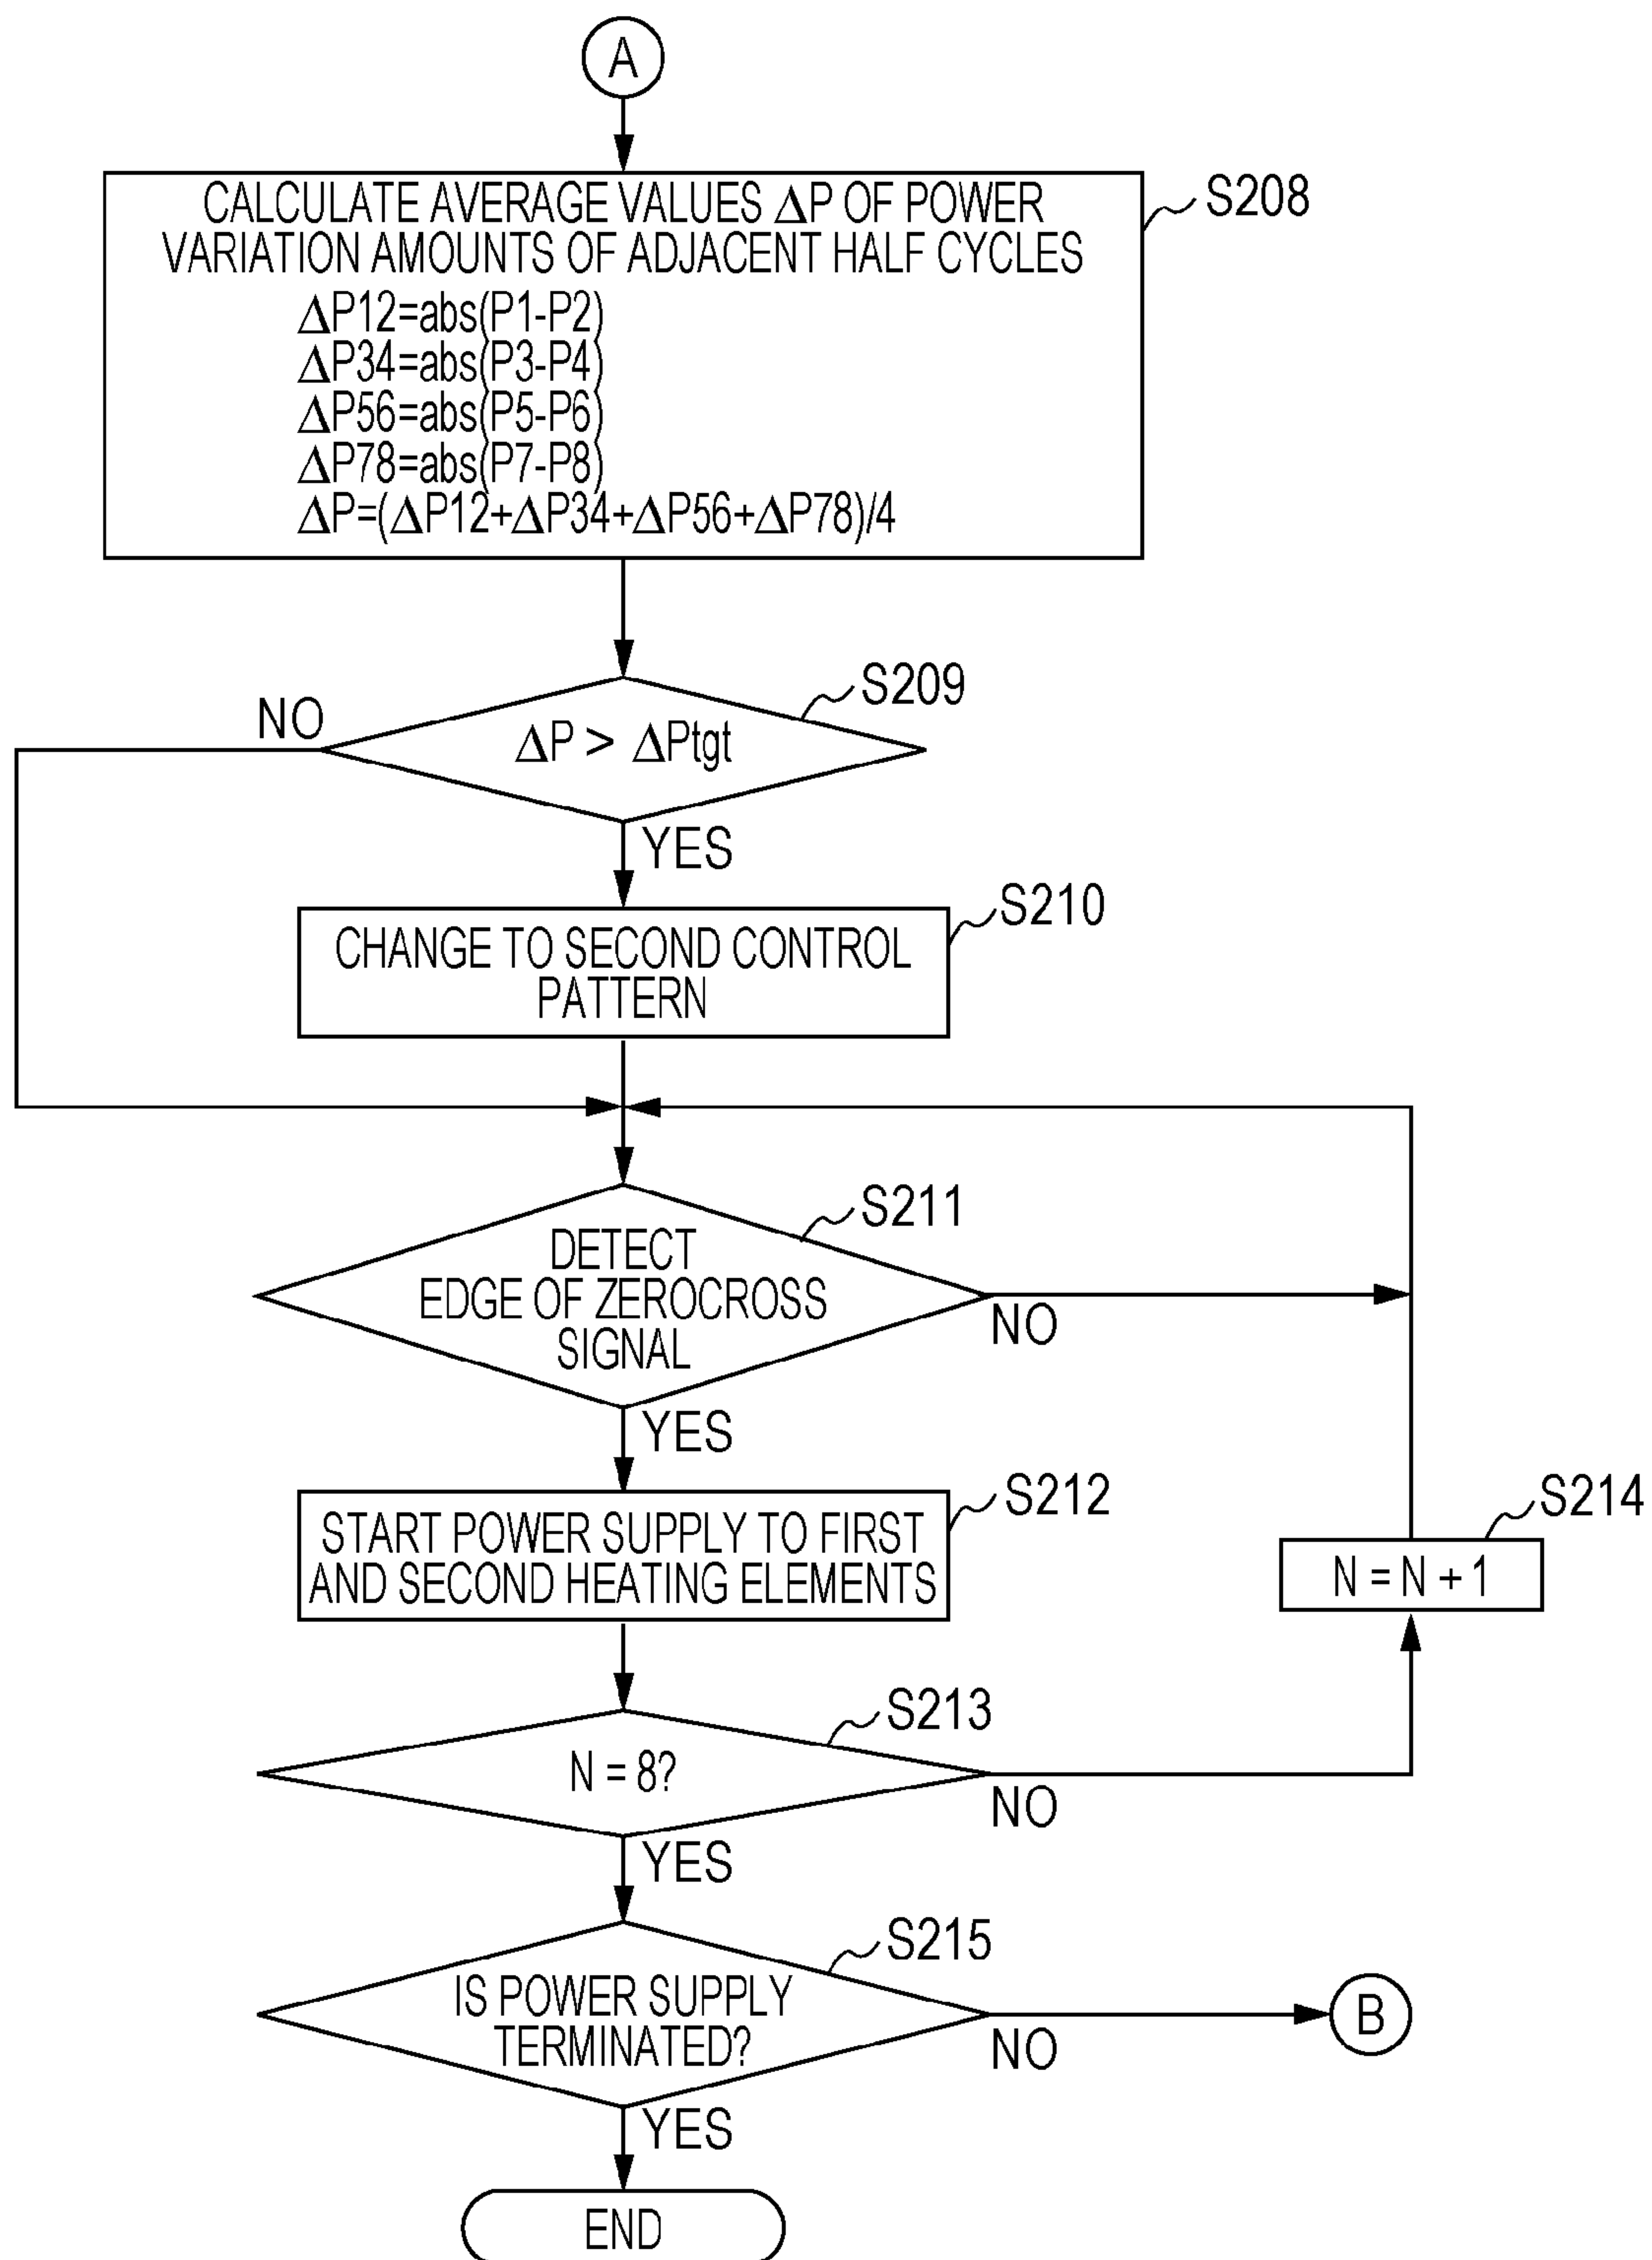 A
CALCULATE AVERAGE VALUES ΔP OF POWER
VARIATION AMOUNTS OF ADJACENT HALF CYCLES
ΔP12=abs(P1-P2)
ΔP34=abs(P3-P4)
ΔP56=abs(P5-P6)
ΔP78=abs(P7-P8)
ΔP=(ΔP12+ΔP34+ΔP56+ΔP78)/4
S208
S209
NO
ΔP > ΔPtgt
YES
S210
CHANGE TO SECOND CONTROL
PATTERN
S211
DETECT
EDGE OF ZEROCROSS
SIGNAL
NO
YES
S212
START POWER SUPPLY TO FIRST
AND SECOND HEATING ELEMENTS
S214
N = N + 1
S213
N = 8?
NO
YES
S215
IS POWER SUPPLY
TERMINATED?
NO
B
YES
END